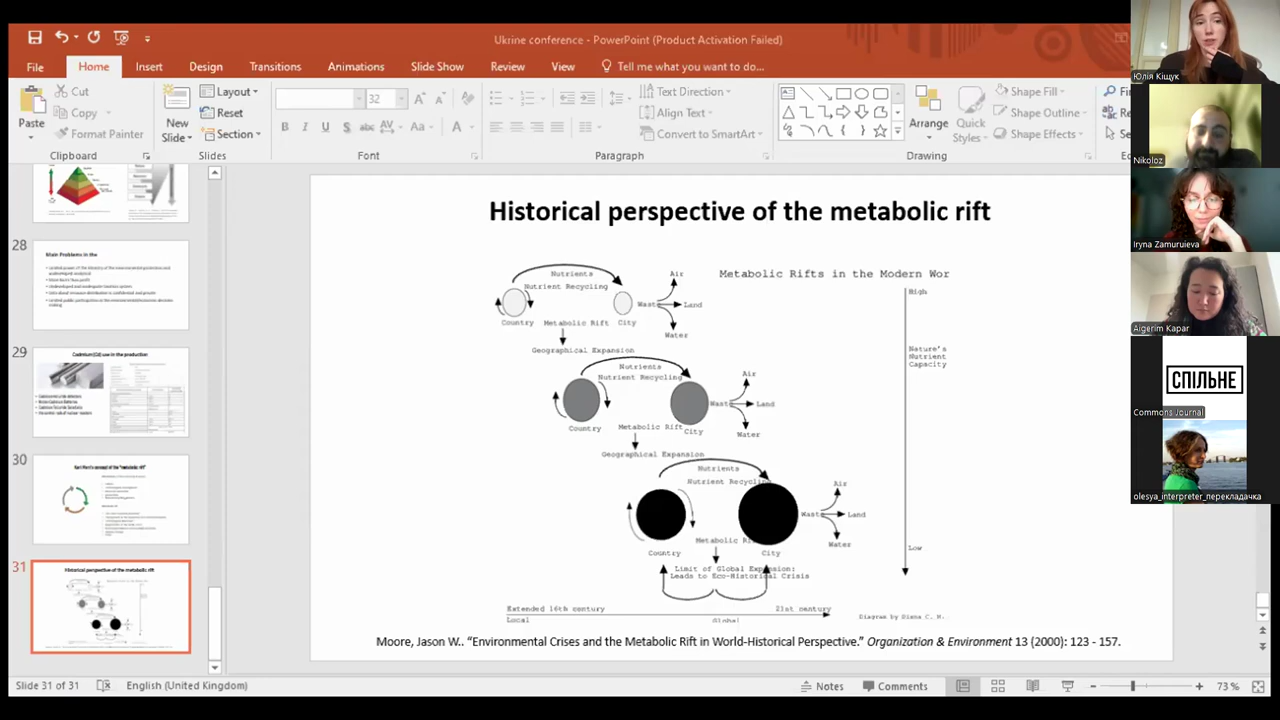 Ukrine conference - PowerPoint (Product Activation Failed)
File Home Insert Design Transitions Animations Slide Show Review View Tell me what you want to do...
Paste
Cut
Copy
Format Painter
Clipboard
New Slide
Layout
Reset
Section
Slides
32
Font
Text Direction
Align Text
Convert to SmartArt
Paragraph
Arrange
Quick Styles
Shape Fill
Shape Outline
Shape Effects
Drawing
28
Main Problems in the
29
Cadmium (Cd) use in the production
30
Karl Marx's concept of the "metabolic rift"
31
Historical perspective of the metabolic rift
Historical perspective of the metabolic rift
Metabolic Rifts in the Modern Wor
Nutrients
Nutrient Recycling
Country
Metabolic Rift
City
Waste
Air
Land
Water
Geographical Expansion
Nutrients
Nutrient Recycling
Country
Metabolic Rift
City
Waste
Air
Land
Water
Geographical Expansion
Nutrients
Nutrient Recycling
Country
Metabolic Ri
City
Waste
Air
Land
Water
Limit of Global Expansion:
Leads to Eco-Historical Crisis
High
Nature's
Nutrient
Capacity
Low
Extended 16th century
21st century
Local
Global
Diagram by Diana C. M.
Moore, Jason W.. "Environmental Crises and the Metabolic Rift in World-Historical Perspective." Organization & Environment 13 (2000): 123 - 157.
Slide 31 of 31
English (United Kingdom)
Notes
Comments
73 %
Юлія Кіщук
Nikoloz
Iryna Zamuruieva
Aigerim Kapar
СПІЛЬНЕ
Commons Journal
olesya_interpreter_перекладачка